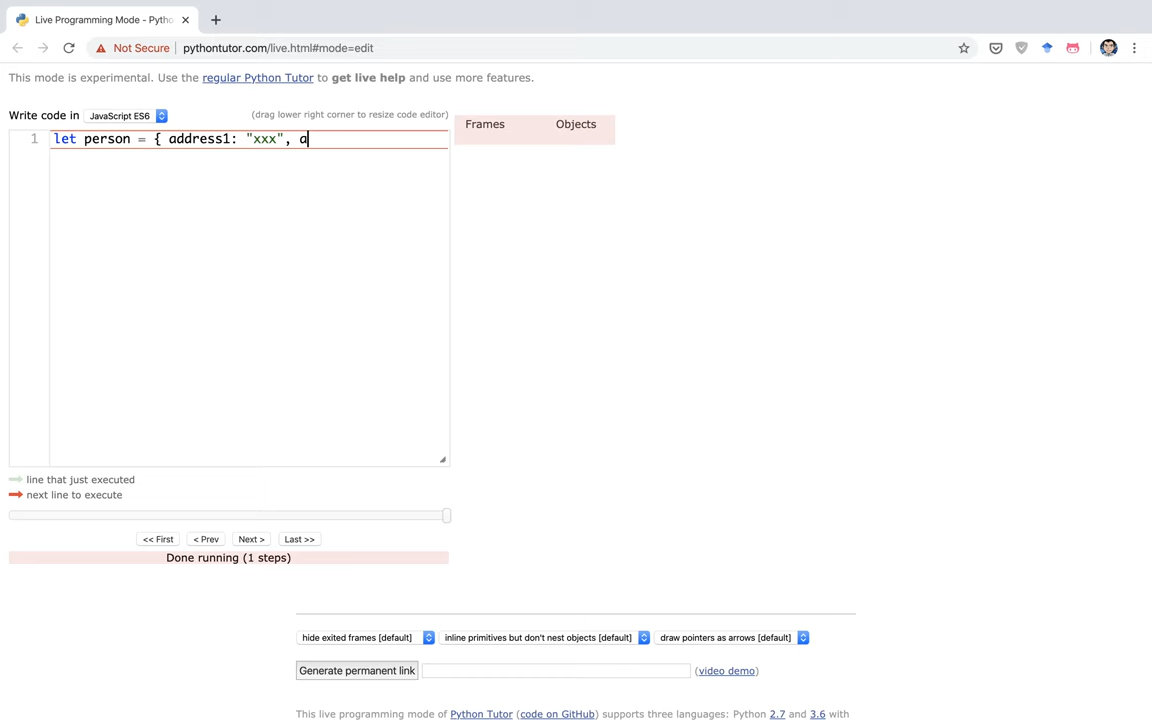 Live Programming Mode - Pytho
Not Secure pythontutor.com/live.html#mode=edit
This mode is experimental. Use the regular Python Tutor to get live help and use more features.
Write code in JavaScript ES6 (drag lower right corner to resize code editor)
Frames Objects
1 let person = { address1: "xxx", a
line that just executed
next line to execute
<< First < Prev Next > Last >>
Done running (1 steps)
hide exited frames [default] inline primitives but don't nest objects [default] draw pointers as arrows [default]
Generate permanent link (video demo)
This live programming mode of Python Tutor (code on GitHub) supports three languages: Python 2.7 and 3.6 with